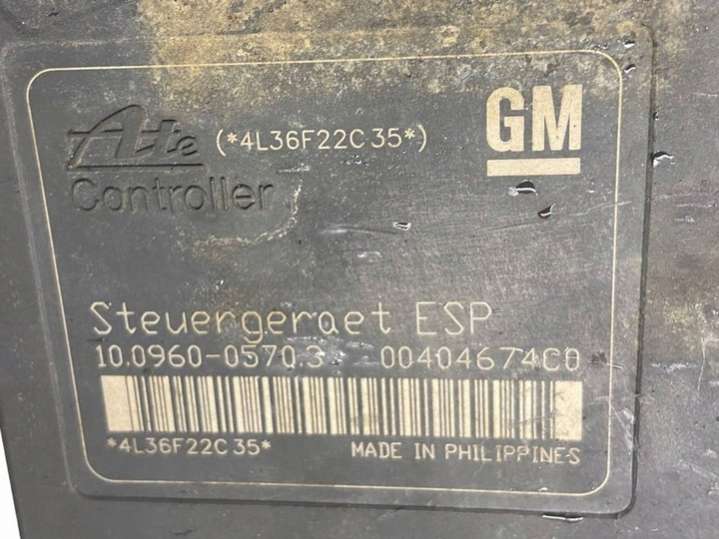 Ate (*4L36F22C35*) GM
Controller
Steuergeraet ESP
10.0960-0570.3 00404674C0
*4L36F22C35* MADE IN PHILIPPINES